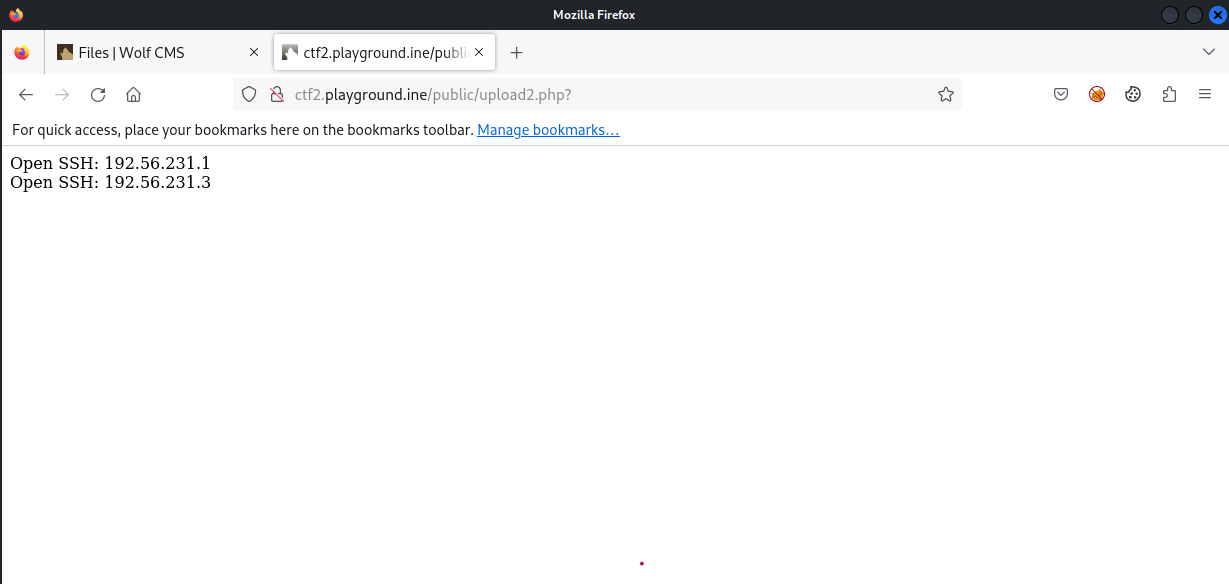 Mozilla Firefox
Files | Wolf CMS
ctf2.playground.ine/public
ctf2.playground.ine/public/upload2.php?
For quick access, place your bookmarks here on the bookmarks toolbar. Manage bookmarks...
Open SSH: 192.56.231.1
Open SSH: 192.56.231.3